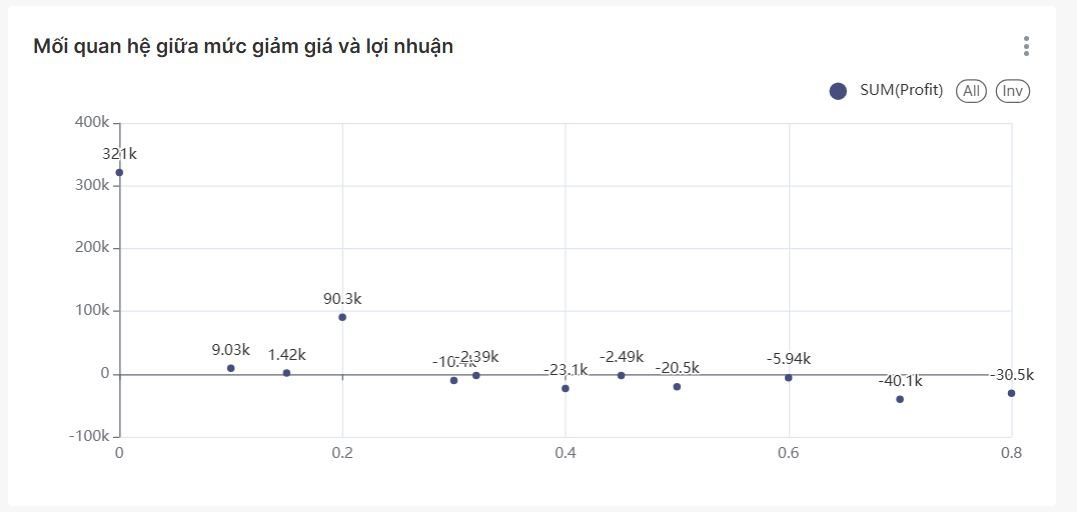 Mối quan hệ giữa mức giảm giá và lợi nhuận
SUM(Profit) All Inv
400k
321k
300k
200k
90.3k
100k
9.03k
1.42k
-10.4k
-2.39k
-23.1k
-2.49k
-20.5k
-5.94k
-40.1k
-30.5k
0
-100k
0 0.2 0.4 0.6 0.8